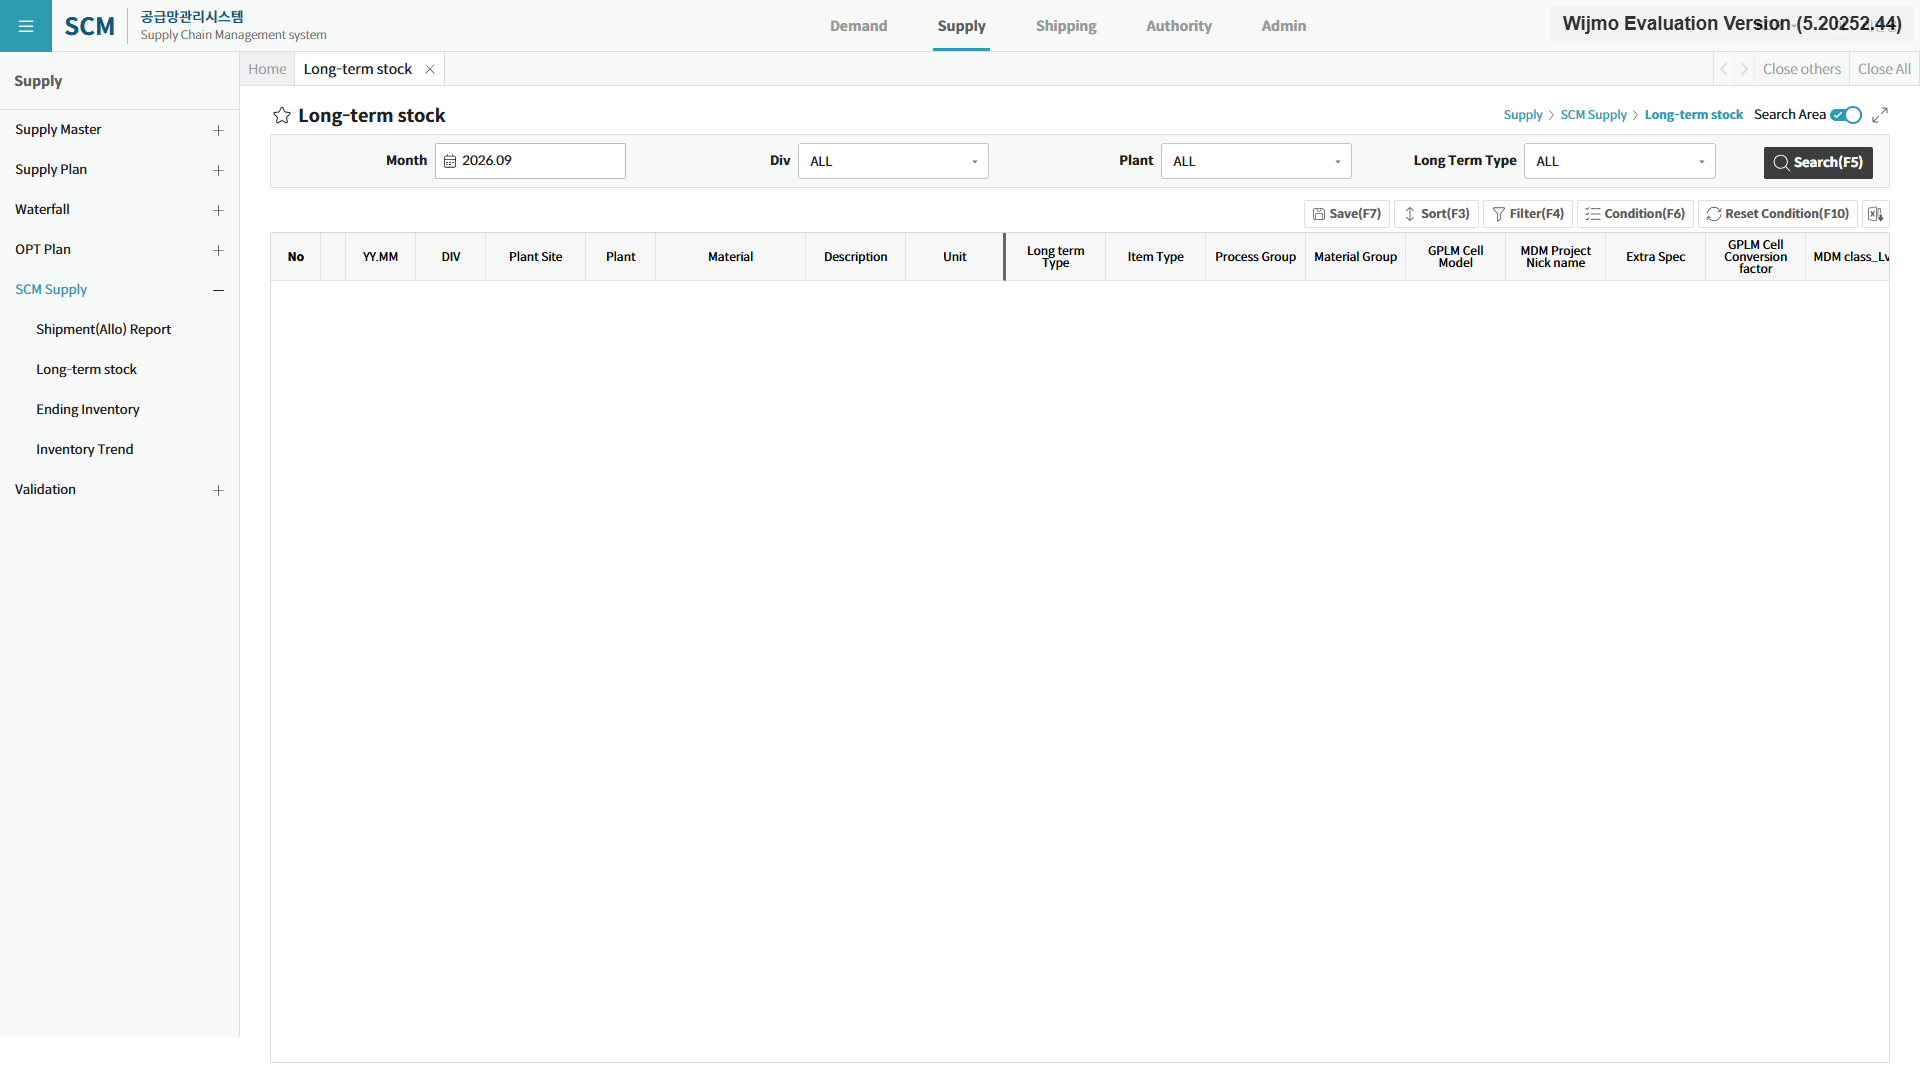 SCM
공급망관리시스템
Supply Chain Management system
Demand
Supply
Shipping
Authority
Admin
Wijmo Evaluation Version (5.20252.44)
Supply
Home
Long-term stock
Close others
Close All
Supply Master
Supply Plan
Waterfall
OPT Plan
SCM Supply
Shipment(Allo) Report
Long-term stock
Ending Inventory
Inventory Trend
Validation
Long-term stock
Supply > SCM Supply > Long-term stock
Search Area
Month
2026.09
Div
ALL
Plant
ALL
Long Term Type
ALL
Search(F5)
Save(F7)
Sort(F3)
Filter(F4)
Condition(F6)
Reset Condition(F10)
No
YY.MM
DIV
Plant Site
Plant
Material
Description
Unit
Long term
Type
Item Type
Process Group
Material Group
GPLM Cell
Model
MDM Project
Nick name
Extra Spec
GPLM Cell
Conversion
factor
MDM class_Lv